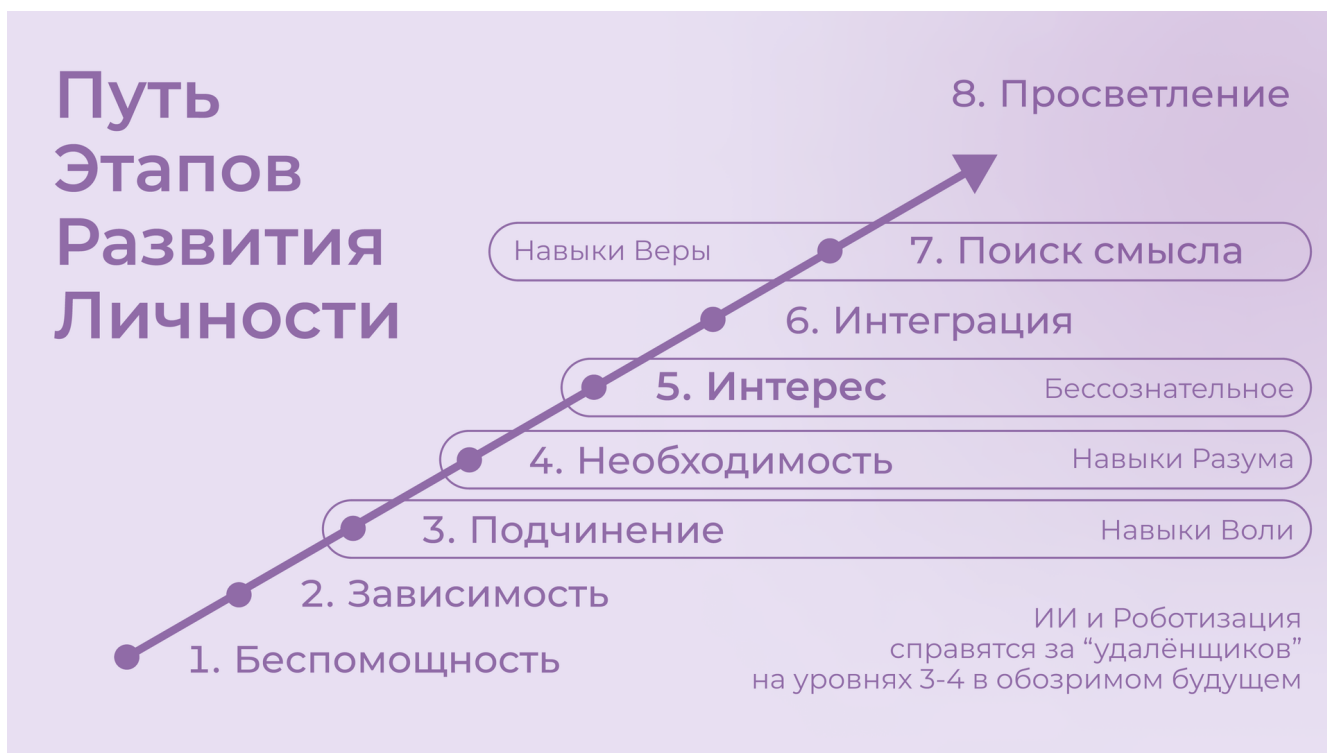 Путь
Этапов
Развития
Личности
8. Просветление
Навыки Веры
7. Поиск смысла
6. Интеграция
5. Интерес
Бессознательное
4. Необходимость
Навыки Разума
3. Подчинение
Навыки Воли
2. Зависимость
1. Беспомощность
ИИ и Роботизация
справятся за “удалёнщиков”
на уровнях 3-4 в обозримом будущем